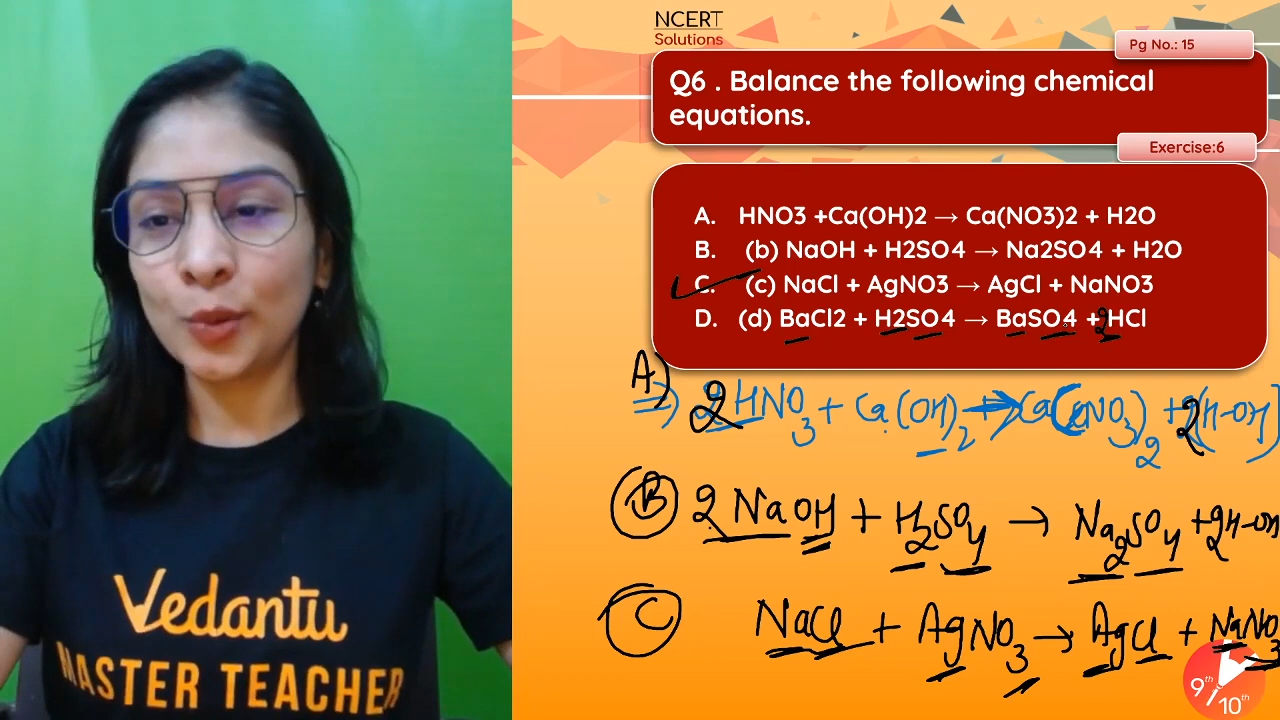 NCERT
Solutions
Pg No.: 15
Q6 . Balance the following chemical
equations.
Exercise:6
A. HNO3 +Ca(OH)2 → Ca(NO3)2 + H2O
B. (b) NaOH + H2SO4 → Na2SO4 + H2O
C. (c) NaCl + AgNO3 → AgCl + NaNO3
D. (d) BaCl2 + H2SO4 → BaSO4 + 2HCl
A) ⇒ 2HNO3 + Ca(OH)2 → Ca(NO3)2 + 2(H-OH)
B 2NaOH + H2SO4 → Na2SO4 + 2H-OH
C NaCl + AgNO3 → AgCl + NaNO3
Vedantu
MASTER TEACHER
9th
10th